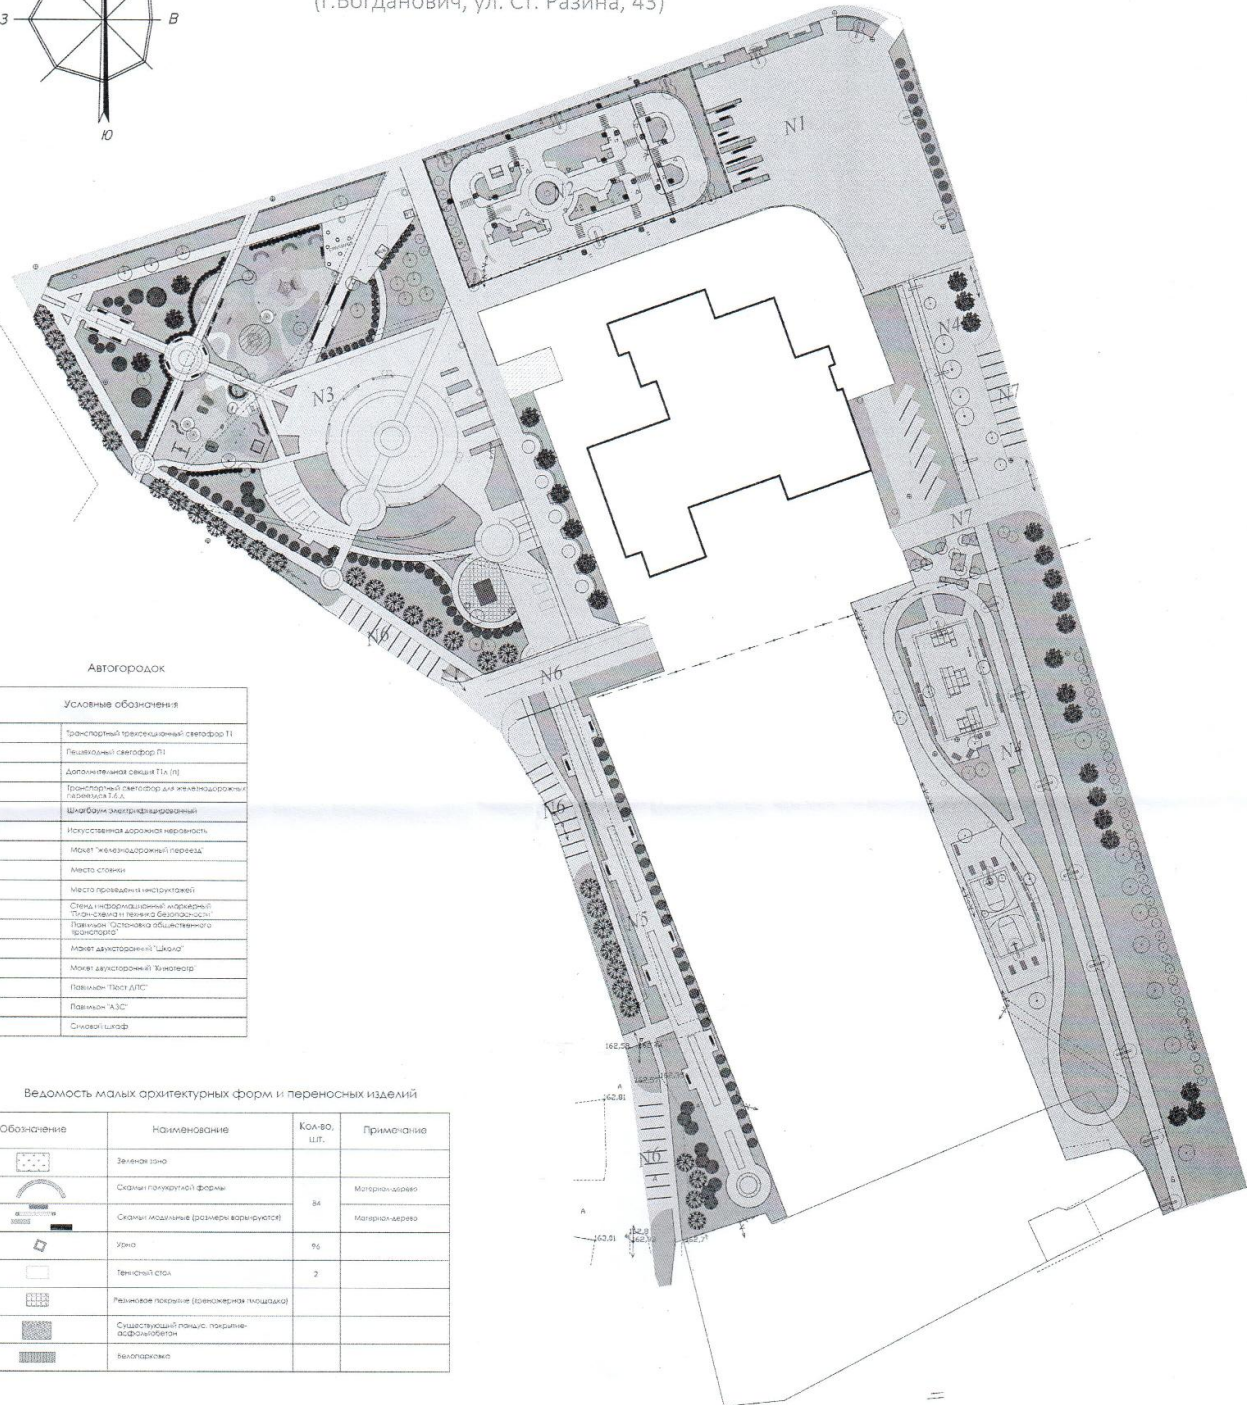 (г.Богданович, ул. Ст. Разина, 43)
З
В
Ю
N1
N2
N3
N4
N7
N7
N6
N6
N4
N6
N5
N6
162,81
163,81
Автогородок
Условные обозначения
Транспортный трехсекционный светофор Т1
Пешеходный светофор П1
Дополнительная секция Т1л (п)
Транспортный светофор для железнодорожных
переездов Т.6.д
Шлагбаум электрифицированный
Искусственная дорожная неровность
Макет "железнодорожный переезд"
Место стоянки
Место проведения инструктажей
Стенд информационный маркерный
"План-схема и техника безопасности"
Павильон "Остановка общественного
транспорта"
Макет двухсторонний "Школа"
Макет двухсторонний "Кинотеатр"
Павильон "Пост ДПС"
Павильон "АЗС"
Силовой шкаф
Ведомость малых архитектурных форм и переносных изделий
Обозначение Наименование Кол-во, шт. Примечание
Зеленая зона
Скамьи полукруглой формы 84 Материал-дерево
Скамьи модульные (размеры варьируются) Материал-дерево
Урна 96
Теннисный стол 2
Резиновое покрытие (тренажерная площадка)
Существующий пандус, покрытие-
асфальтобетон
Велопарковка